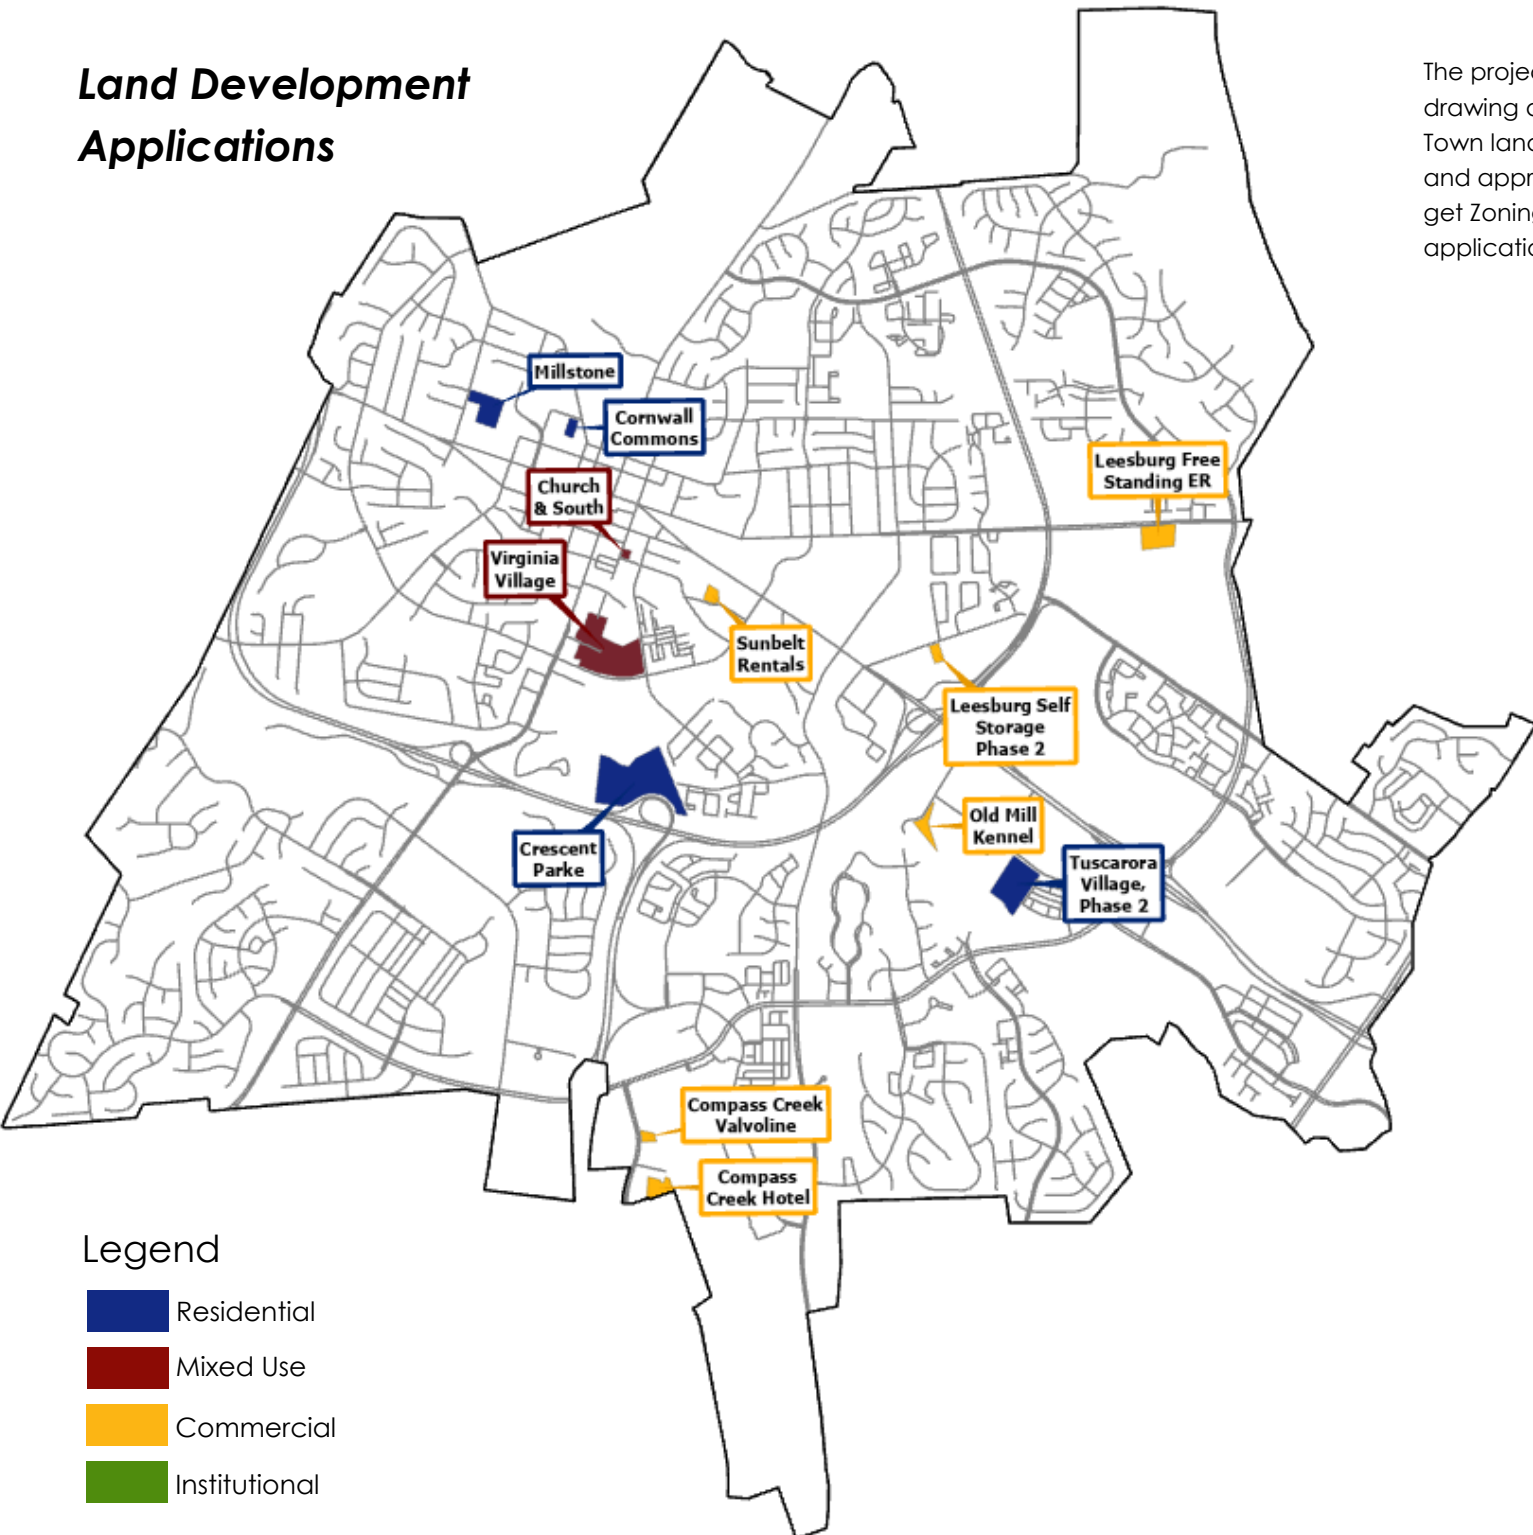 Land Development
Applications
The projec
drawing
Town land
and appr
get Zoning
applicatio
Millstone
Cornwall
Commons
Leesburg Free
Standing ER
Church
& South
Virginia
Village
Sunbelt
Rentals
Leesburg Self
Storage
Phase 2
Old Mill
Kennel
Crescent
Parke
Tuscarora
Village,
Phase 2
Compass Creek
Valvoline
Compass
Creek Hotel
Legend
Residential
Mixed Use
Commercial
Institutional